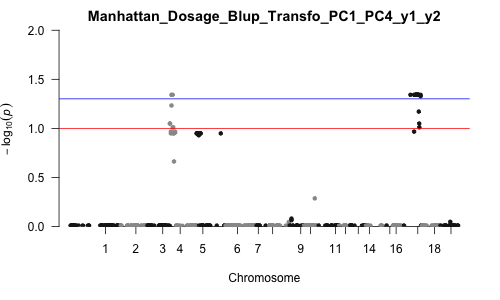 Manhattan_Dosage_Blup_Transfo_PC1_PC4_y1_y2
2.0
1.5
1.0
0.5
0.0
− log10(p)
1 2 3 4 5 6 7 9 11 14 16 18
Chromosome